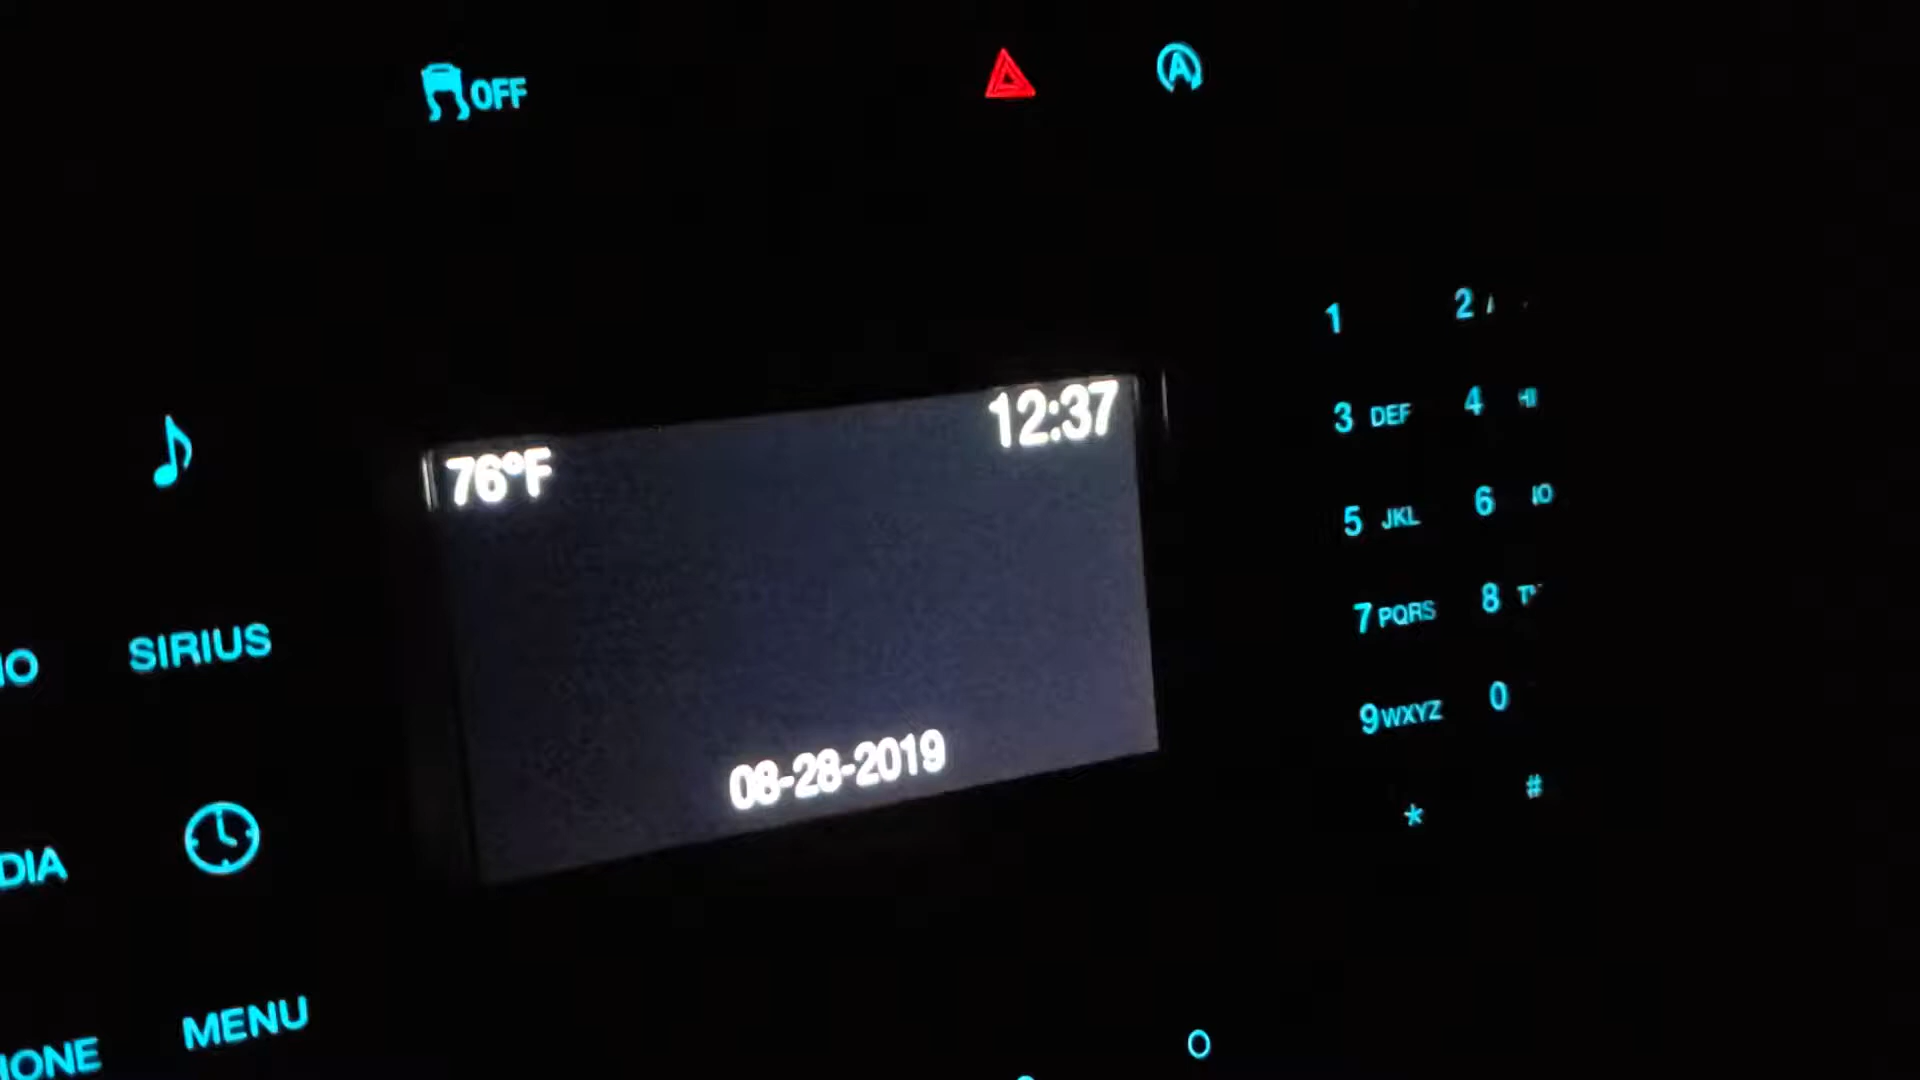 OFF
A
12:37
76°F
08-28-2019
SIRIUS
MENU
1
2
3 DEF
4
5 JKL
6
7 PQRS
8
9 WXYZ
0
*
#